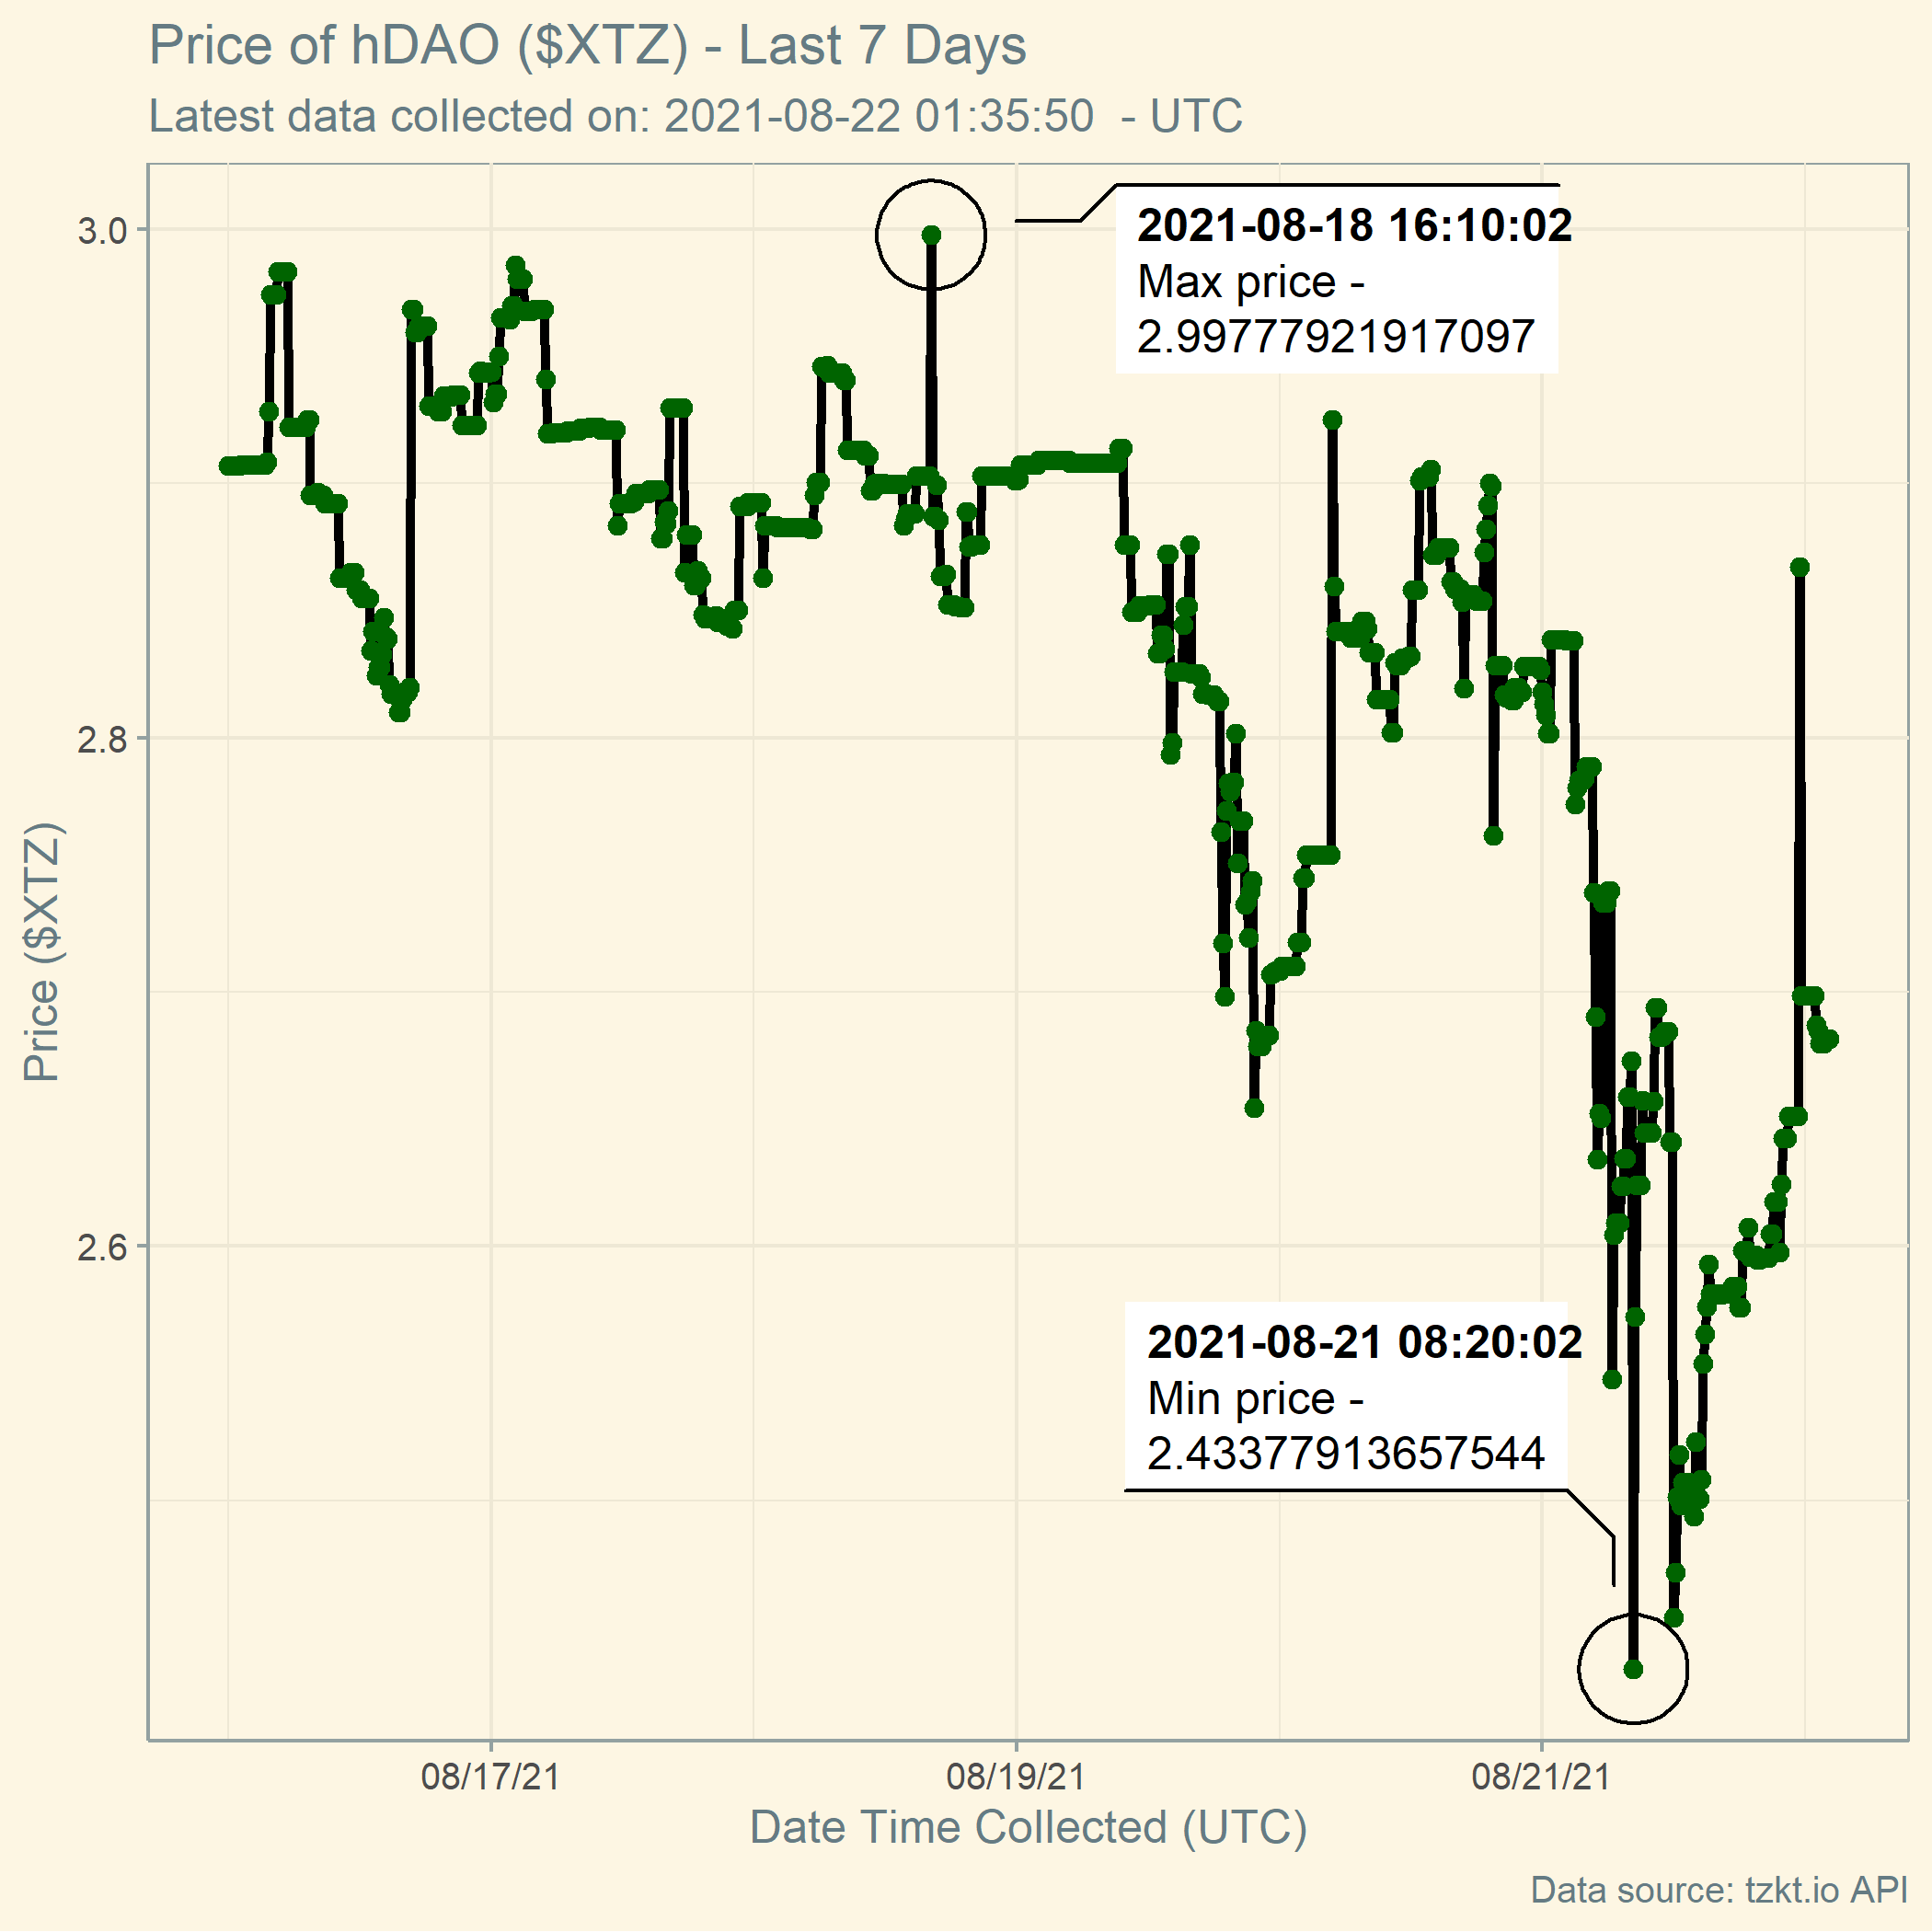 Price of hDAO ($XTZ) - Last 7 Days
Latest data collected on: 2021-08-22 01:35:50  - UTC
3.0
2.8
2.6
Price ($XTZ)
2021-08-18 16:10:02
Max price -
2.99777921917097
2021-08-21 08:20:02
Min price -
2.43377913657544
08/17/21
08/19/21
08/21/21
Date Time Collected (UTC)
Data source: tzkt.io API